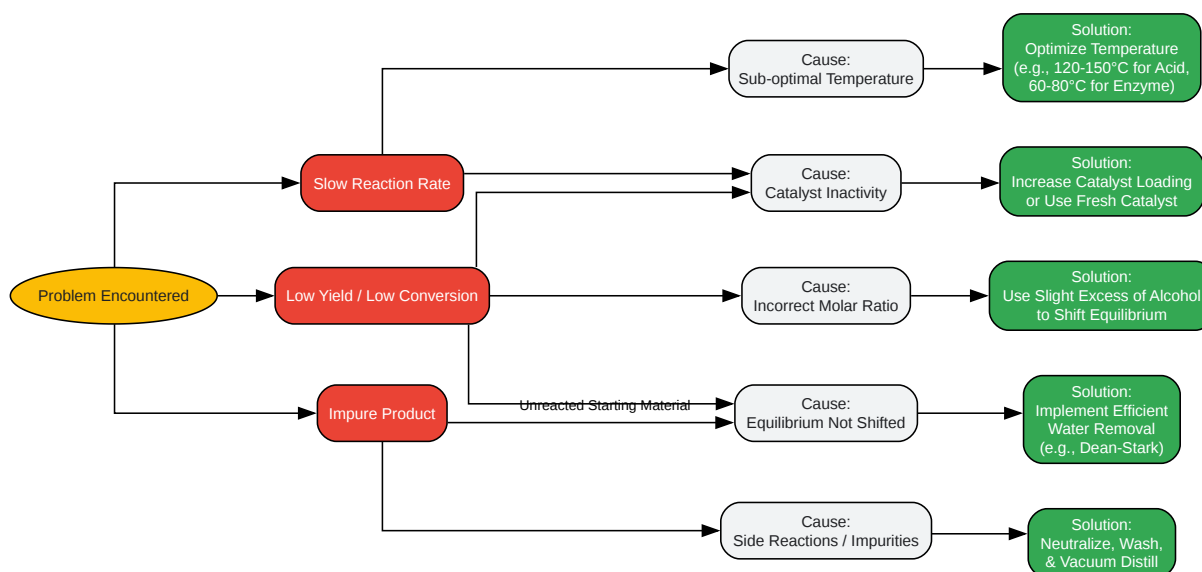 Problem Encountered
Slow Reaction Rate
Low Yield / Low Conversion
Impure Product
Unreacted Starting Material
Cause:
Sub-optimal Temperature
Cause:
Catalyst Inactivity
Cause:
Incorrect Molar Ratio
Cause:
Equilibrium Not Shifted
Cause:
Side Reactions / Impurities
Solution:
Optimize Temperature
(e.g., 120-150°C for Acid,
60-80°C for Enzyme)
Solution:
Increase Catalyst Loading
or Use Fresh Catalyst
Solution:
Use Slight Excess of Alcohol
to Shift Equilibrium
Solution:
Implement Efficient
Water Removal
(e.g., Dean-Stark)
Solution:
Neutralize, Wash,
& Vacuum Distill